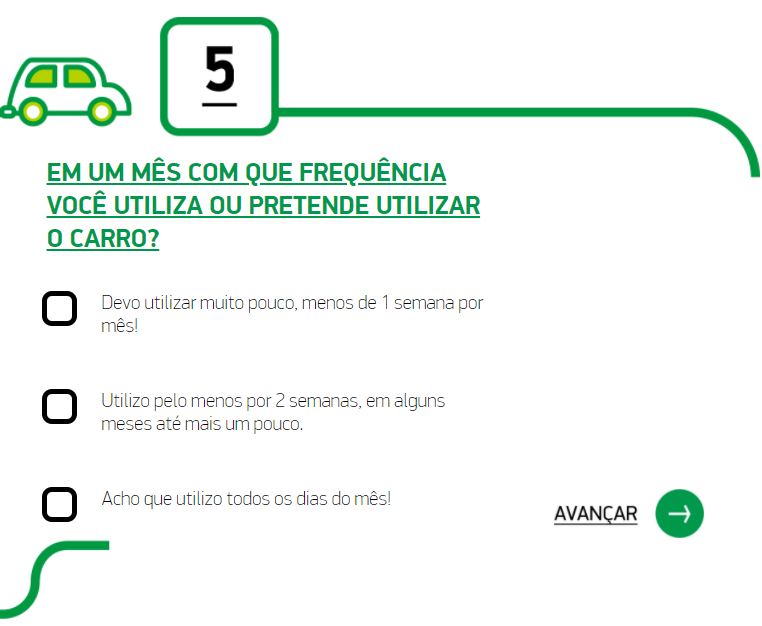 5
EM UM MÊS COM QUE FREQUÊNCIA
VOCÊ UTILIZA OU PRETENDE UTILIZAR
O CARRO?
Devo utilizar muito pouco, menos de 1 semana por
mês!
Utilizo pelo menos por 2 semanas, em alguns
meses até mais um pouco.
Acho que utilizo todos os dias do mês!
AVANÇAR